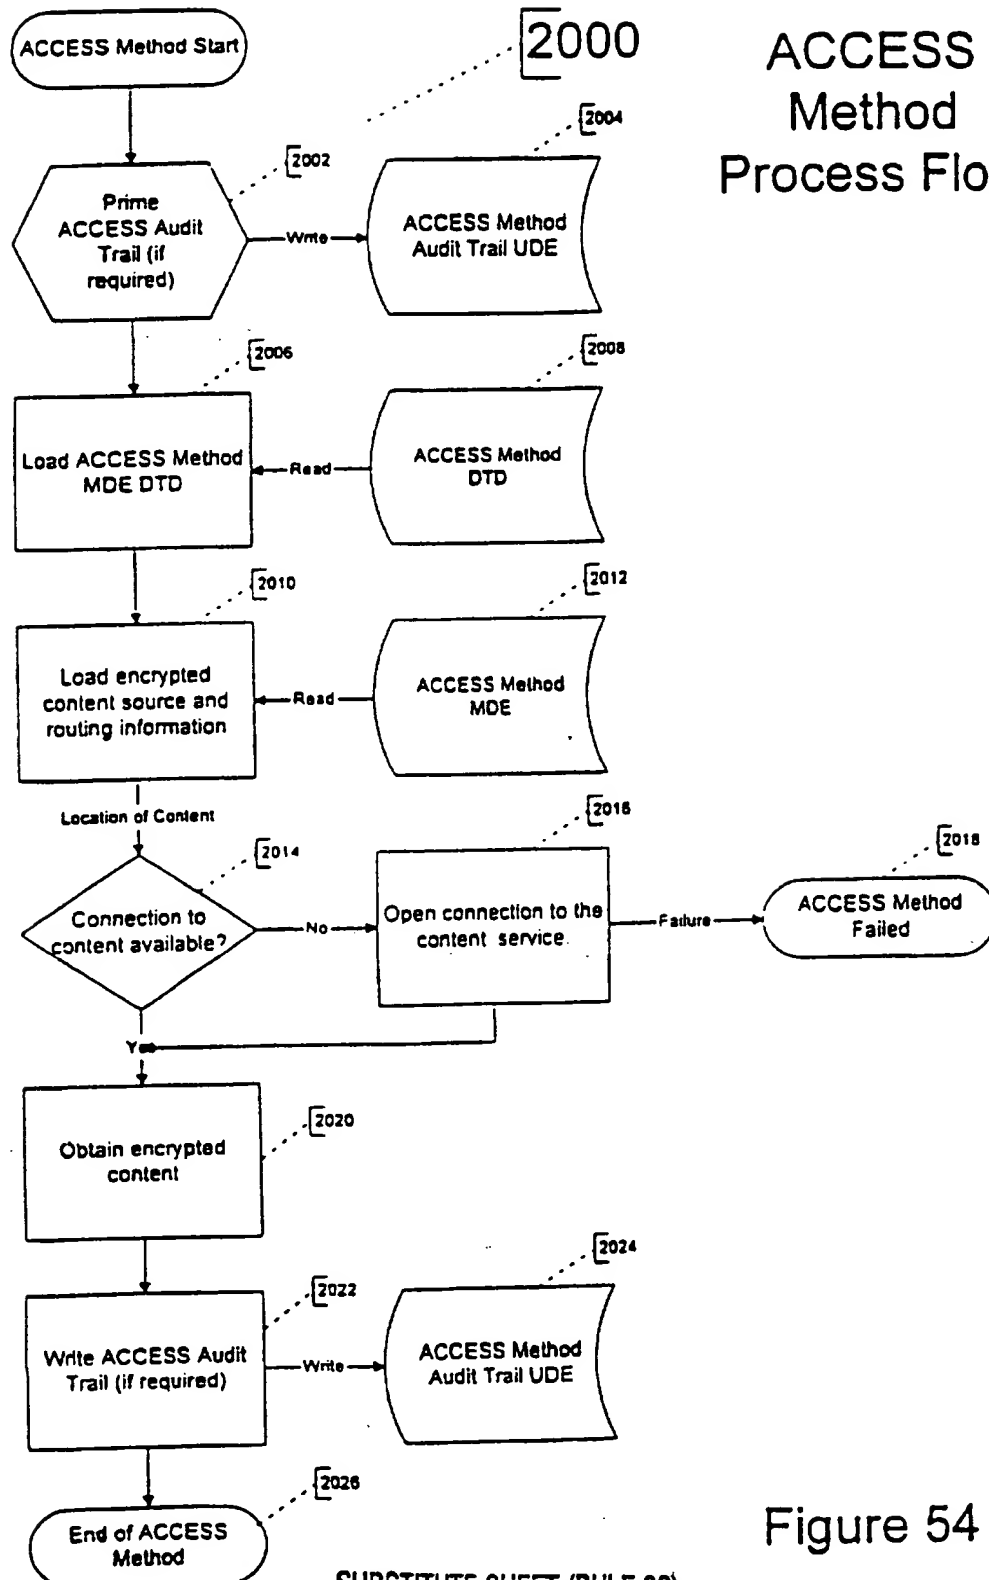 ACCESS Method Start
2000
ACCESS
Method
Process Flo
2002
2004
Prime
ACCESS Audit
Trail (if
required)
Write
ACCESS Method
Audit Trail UDE
2006
2008
Load ACCESS Method
MDE DTD
Read
ACCESS Method
DTD
2010
2012
Load encrypted
content source and
routing information
Read
ACCESS Method
MDE
Location of Content
2014
2016
2018
Connection to
content available?
No
Open connection to the
content service.
Failure
ACCESS Method
Failed
2020
Obtain encrypted
content
2022
2024
Write ACCESS Audit
Trail (if required)
Write
ACCESS Method
Audit Trail UDE
2026
End of ACCESS
Method
Figure 54
SUBSTITUTE SHEET